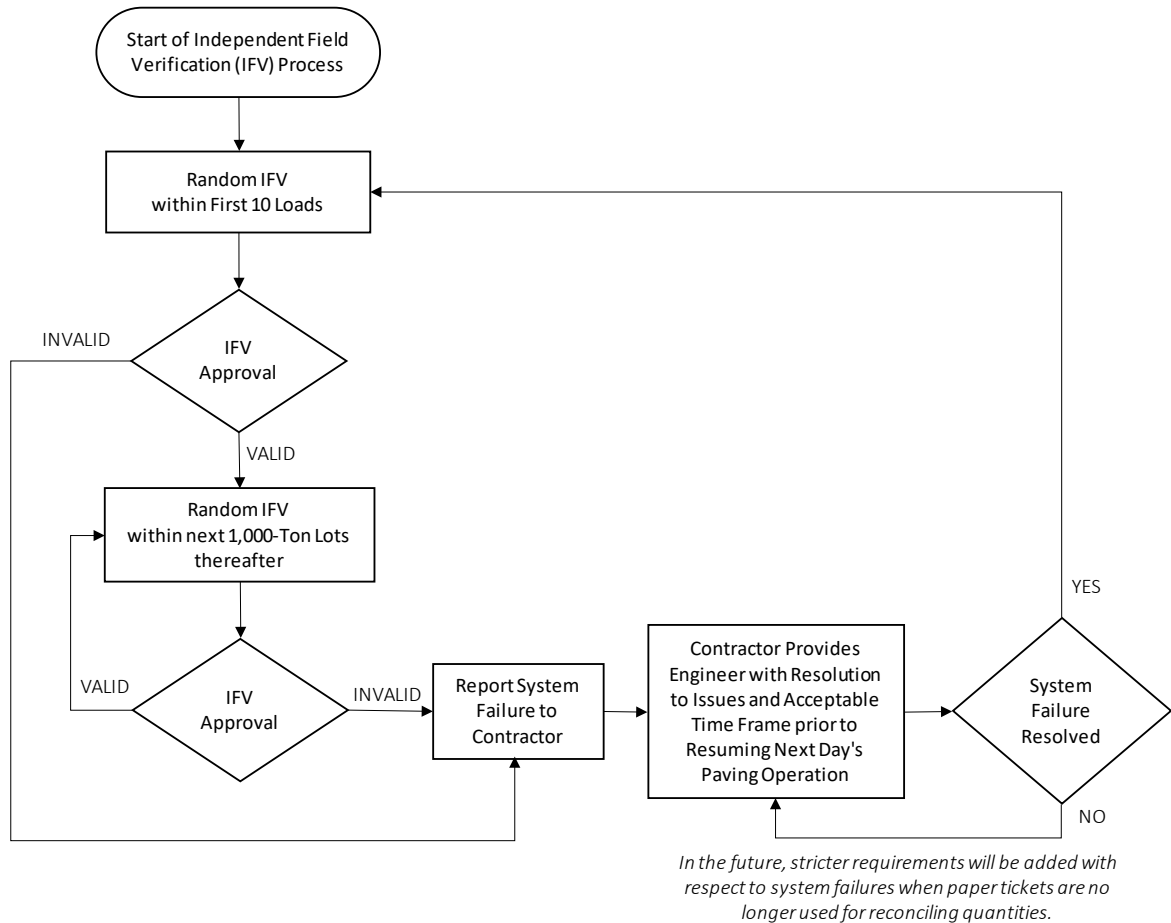 Start of Independent Field
Verification (IFV) Process
Random IFV
within First 10 Loads
INVALID
IFV
Approval
VALID
Random IFV
within next 1,000-Ton Lots
thereafter
VALID
IFV
Approval
INVALID
Report System
Failure to
Contractor
Contractor Provides
Engineer with Resolution
to Issues and Acceptable
Time Frame prior to
Resuming Next Day's
Paving Operation
YES
System
Failure
Resolved
NO
In the future, stricter requirements will be added with
respect to system failures when paper tickets are no
longer used for reconciling quantities.